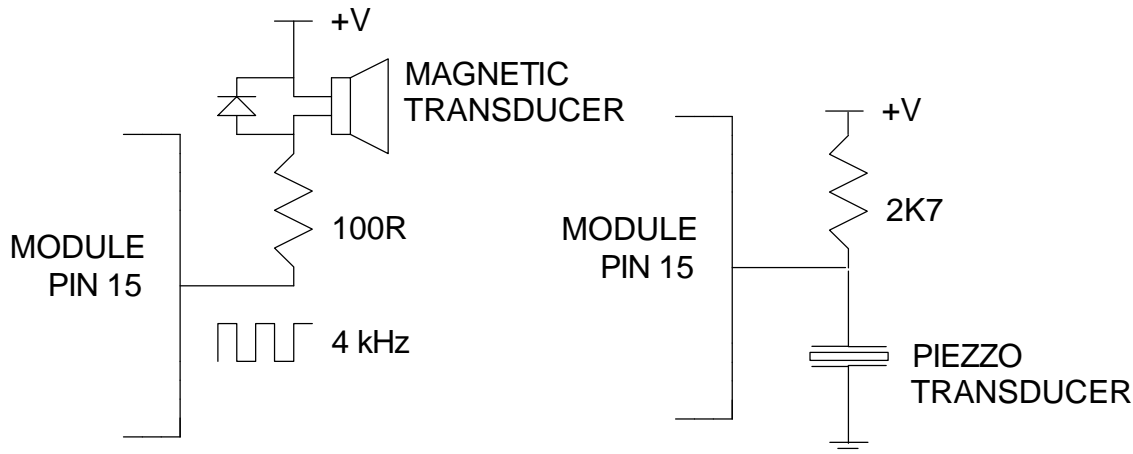 +V
MAGNETIC
TRANSDUCER
100R
MODULE
PIN 15
4 kHz
+V
2K7
MODULE
PIN 15
PIEZZO
TRANSDUCER